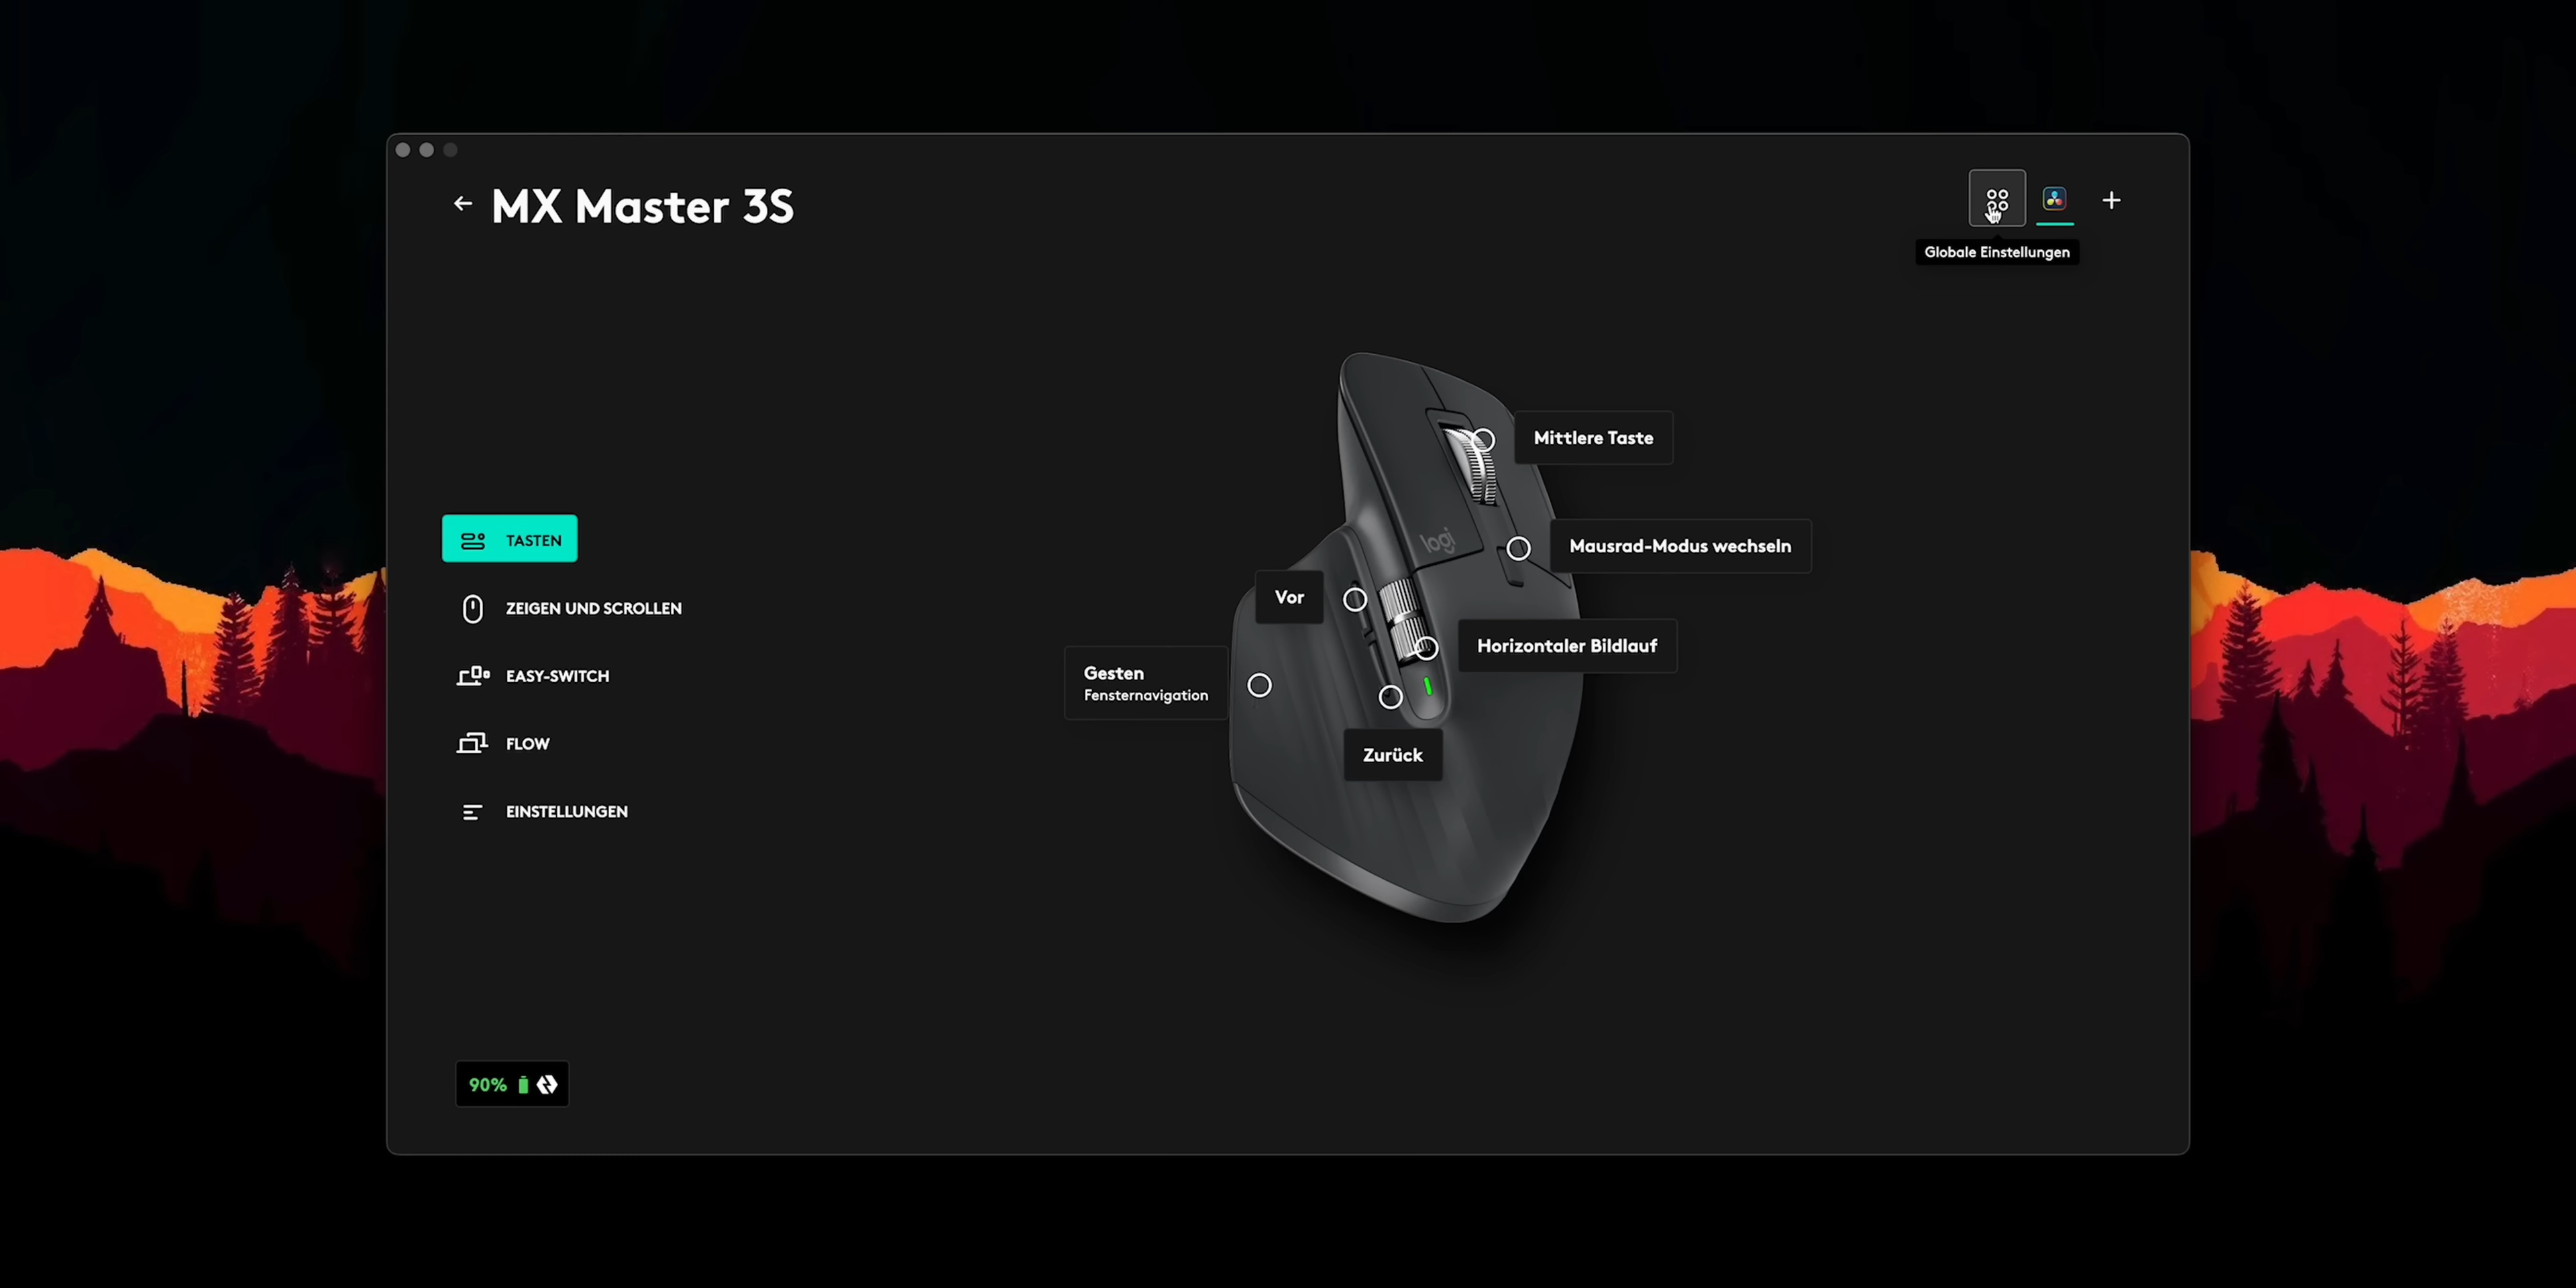 MX Master 3S
Globale Einstellungen
Mittlere Taste
logi
TASTEN
Mausrad-Modus wechseln
Vor
ZEIGEN UND SCROLLEN
Horizontaler Bildlauf
Gesten
Fensternavigation
EASY-SWITCH
FLOW
Zurück
EINSTELLUNGEN
90%